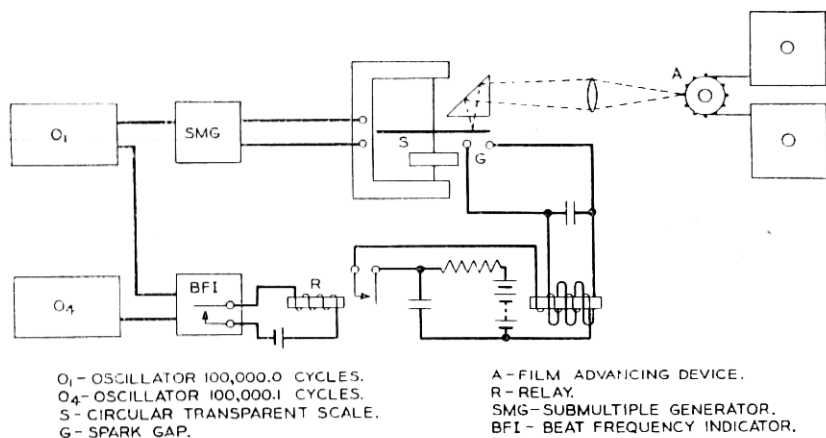 A
O₁
SMG
S
G
O₄
BFI
R
O₁-OSCILLATOR 100,000.0 CYCLES.
O₄-OSCILLATOR 100,000.1 CYCLES.
S-CIRCULAR TRANSPARENT SCALE.
G-SPARK GAP.
A-FILM ADVANCING DEVICE.
R-RELAY.
SMG-SUBMULTIPLE GENERATOR.
BFI-BEAT FREQUENCY INDICATOR.